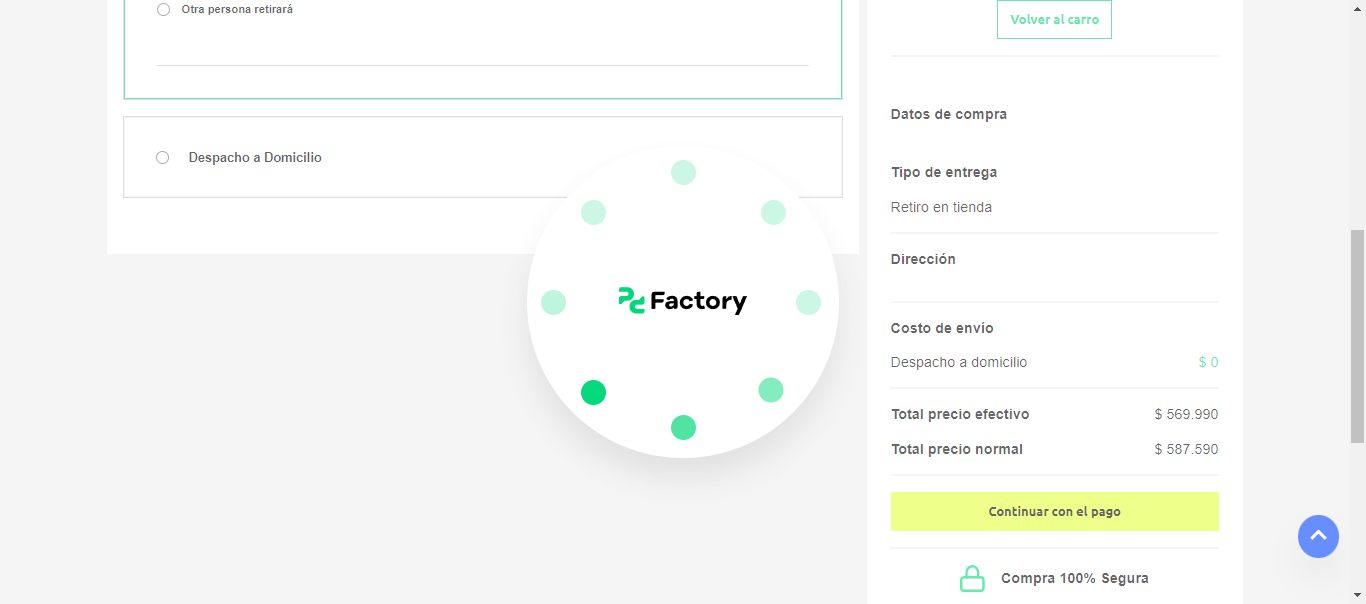 Otra persona retirará
Despacho a Domicilio
Factory
Volver al carro
Datos de compra
Tipo de entrega
Retiro en tienda
Dirección
Costo de envío
Despacho a domicilio $ 0
Total precio efectivo $ 569.990
Total precio normal $ 587.590
Continuar con el pago
Compra 100% Segura